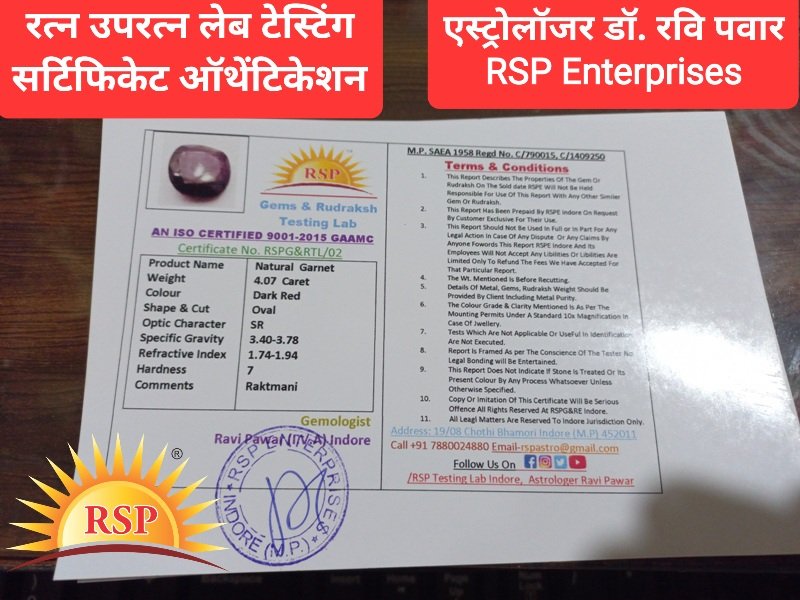 रत्न उपरत्न लेब टेस्टिंग
सर्टिफिकेट ऑथेंटिकेशन
एस्ट्रोलॉजर डॉ. रवि पवार
RSP Enterprises
RSP
Gems & Rudraksh
Testing Lab
AN ISO CERTIFIED 9001-2015 GAAMC
Certificate No. RSPG&RTL/02
Product Name Natural Garnet
Weight 4.07 Caret
Colour Dark Red
Shape & Cut Oval
Optic Character SR
Specific Gravity 3.40-3.78
Refractive Index 1.74-1.94
Hardness 7
Comments Raktmani
Gemologist
Ravi Pawar (I/V.A) Indore
RSP ENTERPRISES
INDORE (M.P.)
RSP
®
M.P. SAEA 1958 Regd No. C/790015, C/1409250
Terms & Conditions
1. This Report Describes The Properties Of The Gem Or
Rudraksh On The Sold date RSPE Will Not Be Held
Responsible For Use Of This Report With Any Other Similer
Gem Or Rudraksh.
2. This Report Has Been Prepaid By RSPE Indore On Request
By Customer Exclusive For Their Use.
3. This Report Should Not Be Used In Full or In Part For Any
Legal Action In Case Of Any Dispute Or Any Claims By
Anyone Fowords This Report RSPE Indore And Its
Employees Will Not Accept Any Libilities Or Libilities Are
Limited Only To Refund The Fees We Have Accepted For
That Particular Report.
4. The Wt. Mentioned Is Before Recutting.
5. Details Of Metal, Gems, Rudraksh Weight Should Be
Provided By Client Including Metal Purity.
6. The Colour Grade & Clarity Mentioned Is As Per The
Mounting Permits Under A Standard 10x Magnification In
Case Of Jwellery.
7. Tests Which Are Not Applicable Or UseFul In Identification
Are Not Executed.
8. Report Is Framed As Per The Conscience Of The Tester No
Legal Bonding will Be Entertained.
9. This Report Does Not Indicate If Stone Is Treated Or Its
Present Colour By Any Process Whatsoever Unless
Otherwise Specified.
10. Copy Or Imitation Of This Certificate Will Be Serious
Offence All Rights Reserved At RSPG&RE Indore.
11. All Leagl Matters Are Reserved To Indore Jurisdiction Only.
Address: 19/08 Chothi Bhamori Indore (M.P) 452011
Call +91 7880024880 Email-rspastro@gmail.com
Follow Us On
/RSP Testing Lab Indore, Astrologer Ravi Pawar